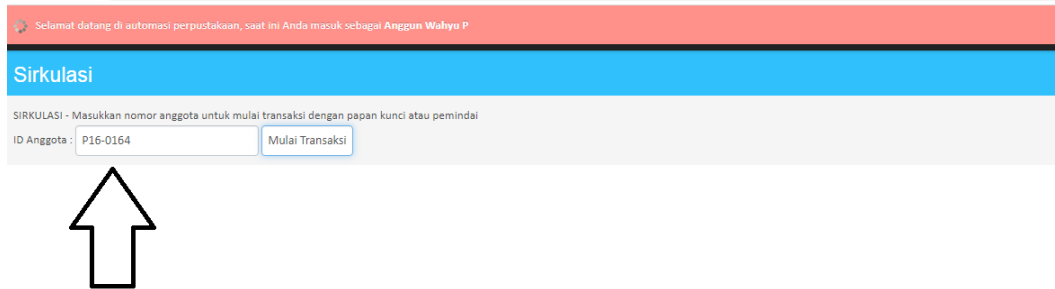 Selamat datang di automasi perpustakaan, saat ini Anda masuk sebagai Anggun Wahyu P
Sirkulasi
SIRKULASI - Masukkan nomor anggota untuk mulai transaksi dengan papan kunci atau pemindai
ID Anggota : P16-0164 Mulai Transaksi